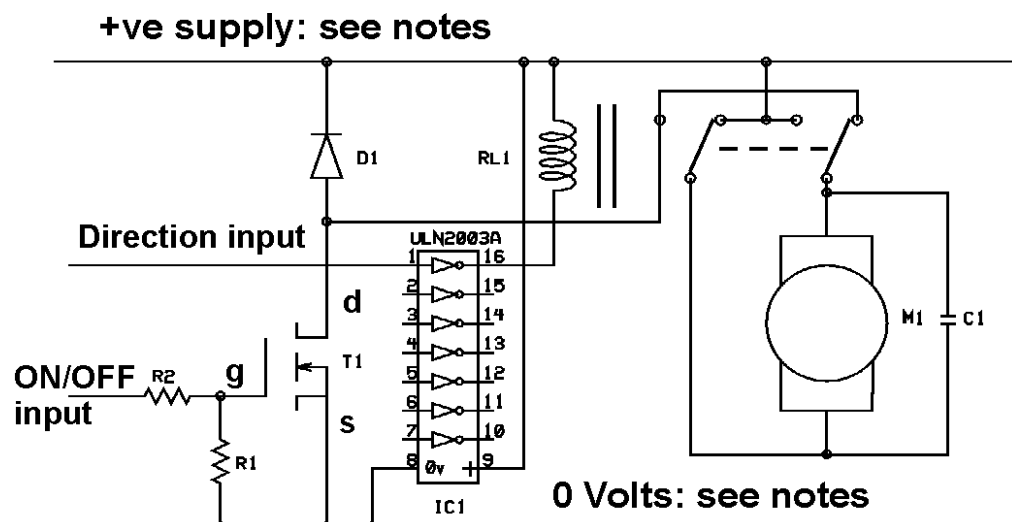 +ve supply: see notes
D1
RL1
Direction input
ULN2003A
1 16
2 15
3 14
4 13
5 12
6 11
7 10
8 0v + 9
IC1
d
T1
g
s
ON/OFF
input
R2
R1
M1
C1
0 Volts: see notes